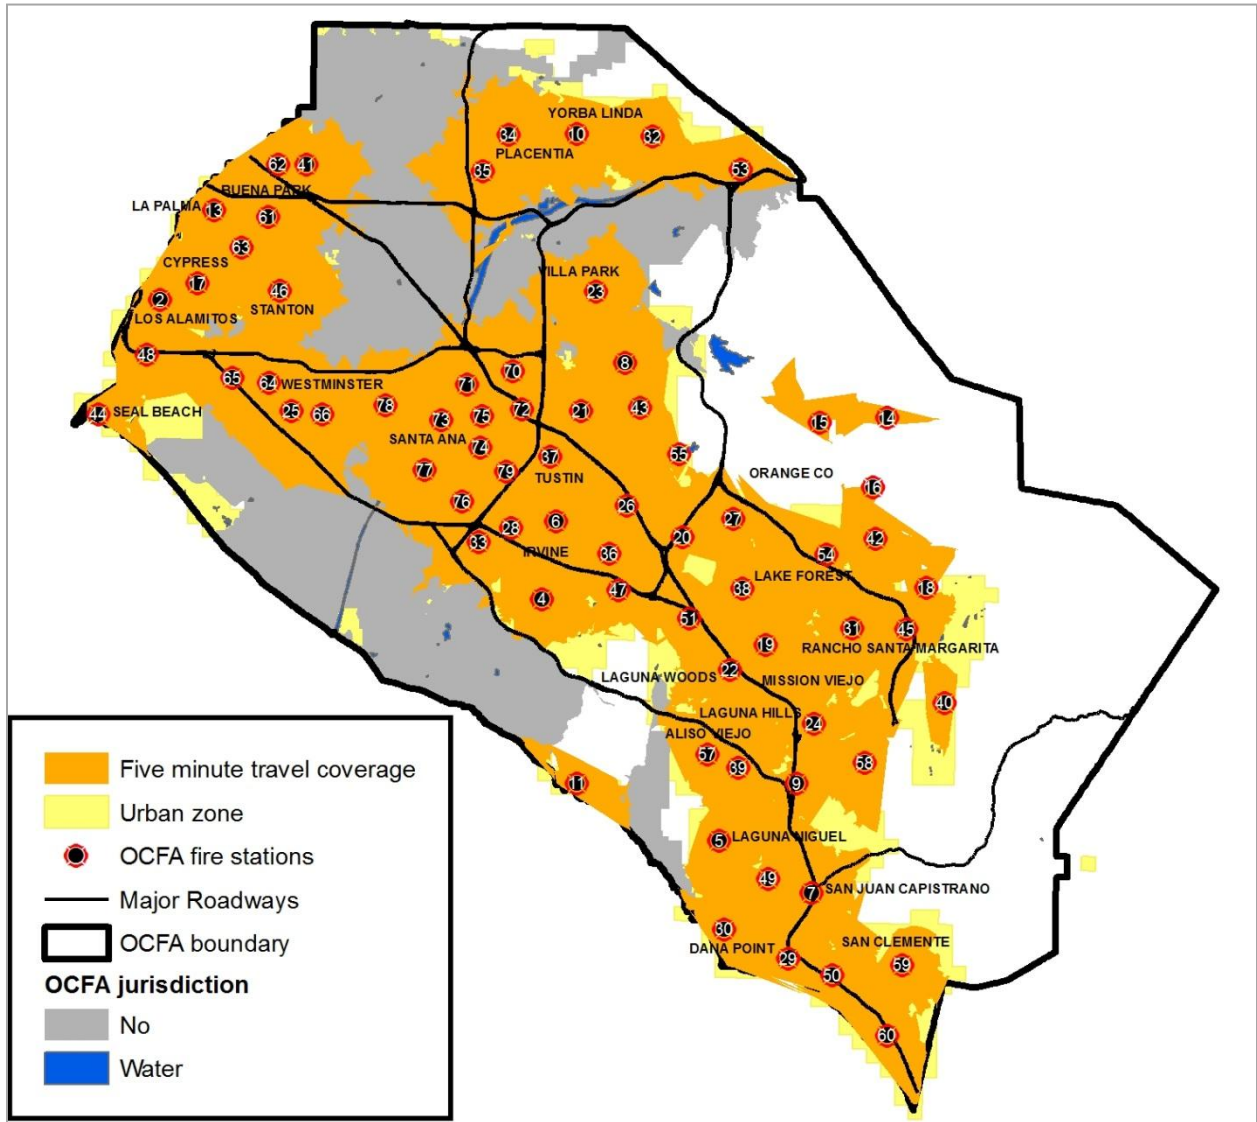 YORBA LINDA
34
10
32
PLACENTIA
62
41
35
53
BUENA PARK
LA PALMA
13
61
63
CYPRESS
VILLA PARK
17
46
23
2
STANTON
LOS ALAMITOS
48
8
70
65
64
WESTMINSTER
71
44
SEAL BEACH
25
66
78
73
75
72
21
43
15
14
SANTA ANA
74
37
55
77
79
TUSTIN
ORANGE CO
16
76
26
28
6
27
33
IRVINE
36
20
42
54
LAKE FOREST
4
47
38
18
51
31
45
19
RANCHO SANTA MARGARITA
LAGUNA WOODS
22
MISSION VIEJO
40
LAGUNA HILLS
24
ALISO VIEJO
57
39
58
11
9
5
LAGUNA NIGUEL
49
7
SAN JUAN CAPISTRANO
30
DANA POINT
SAN CLEMENTE
29
50
59
60
Five minute travel coverage
Urban zone
OCFA fire stations
Major Roadways
OCFA boundary
OCFA jurisdiction
No
Water